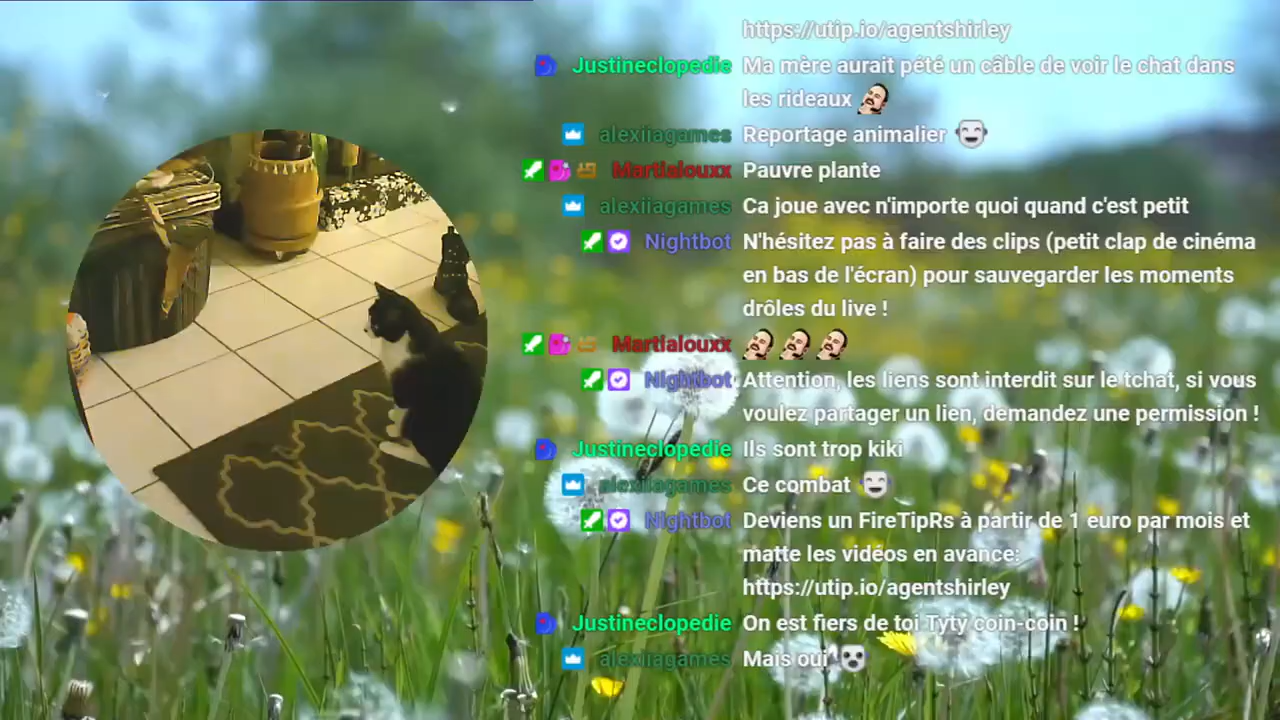 https://utip.io/agentshirley
Justineclopedie Ma mère aurait pété un câble de voir le chat dans
les rideaux
alexiiagames Reportage animalier
Martialouxx Pauvre plante
alexiiagames Ca joue avec n'importe quoi quand c'est petit
Nightbot N'hésitez pas à faire des clips (petit clap de cinéma
en bas de l'écran) pour sauvegarder les moments
drôles du live !
Martialouxx
Nightbot Attention, les liens sont interdit sur le tchat, si vous
voulez partager un lien, demandez une permission !
Justineclopedie Ils sont trop kiki
alexiiagames Ce combat
Nightbot Deviens un FireTipRs à partir de 1 euro par mois et
matte les vidéos en avance:
https://utip.io/agentshirley
Justineclopedie On est fiers de toi Tyty coin-coin !
alexiiagames Mais oui